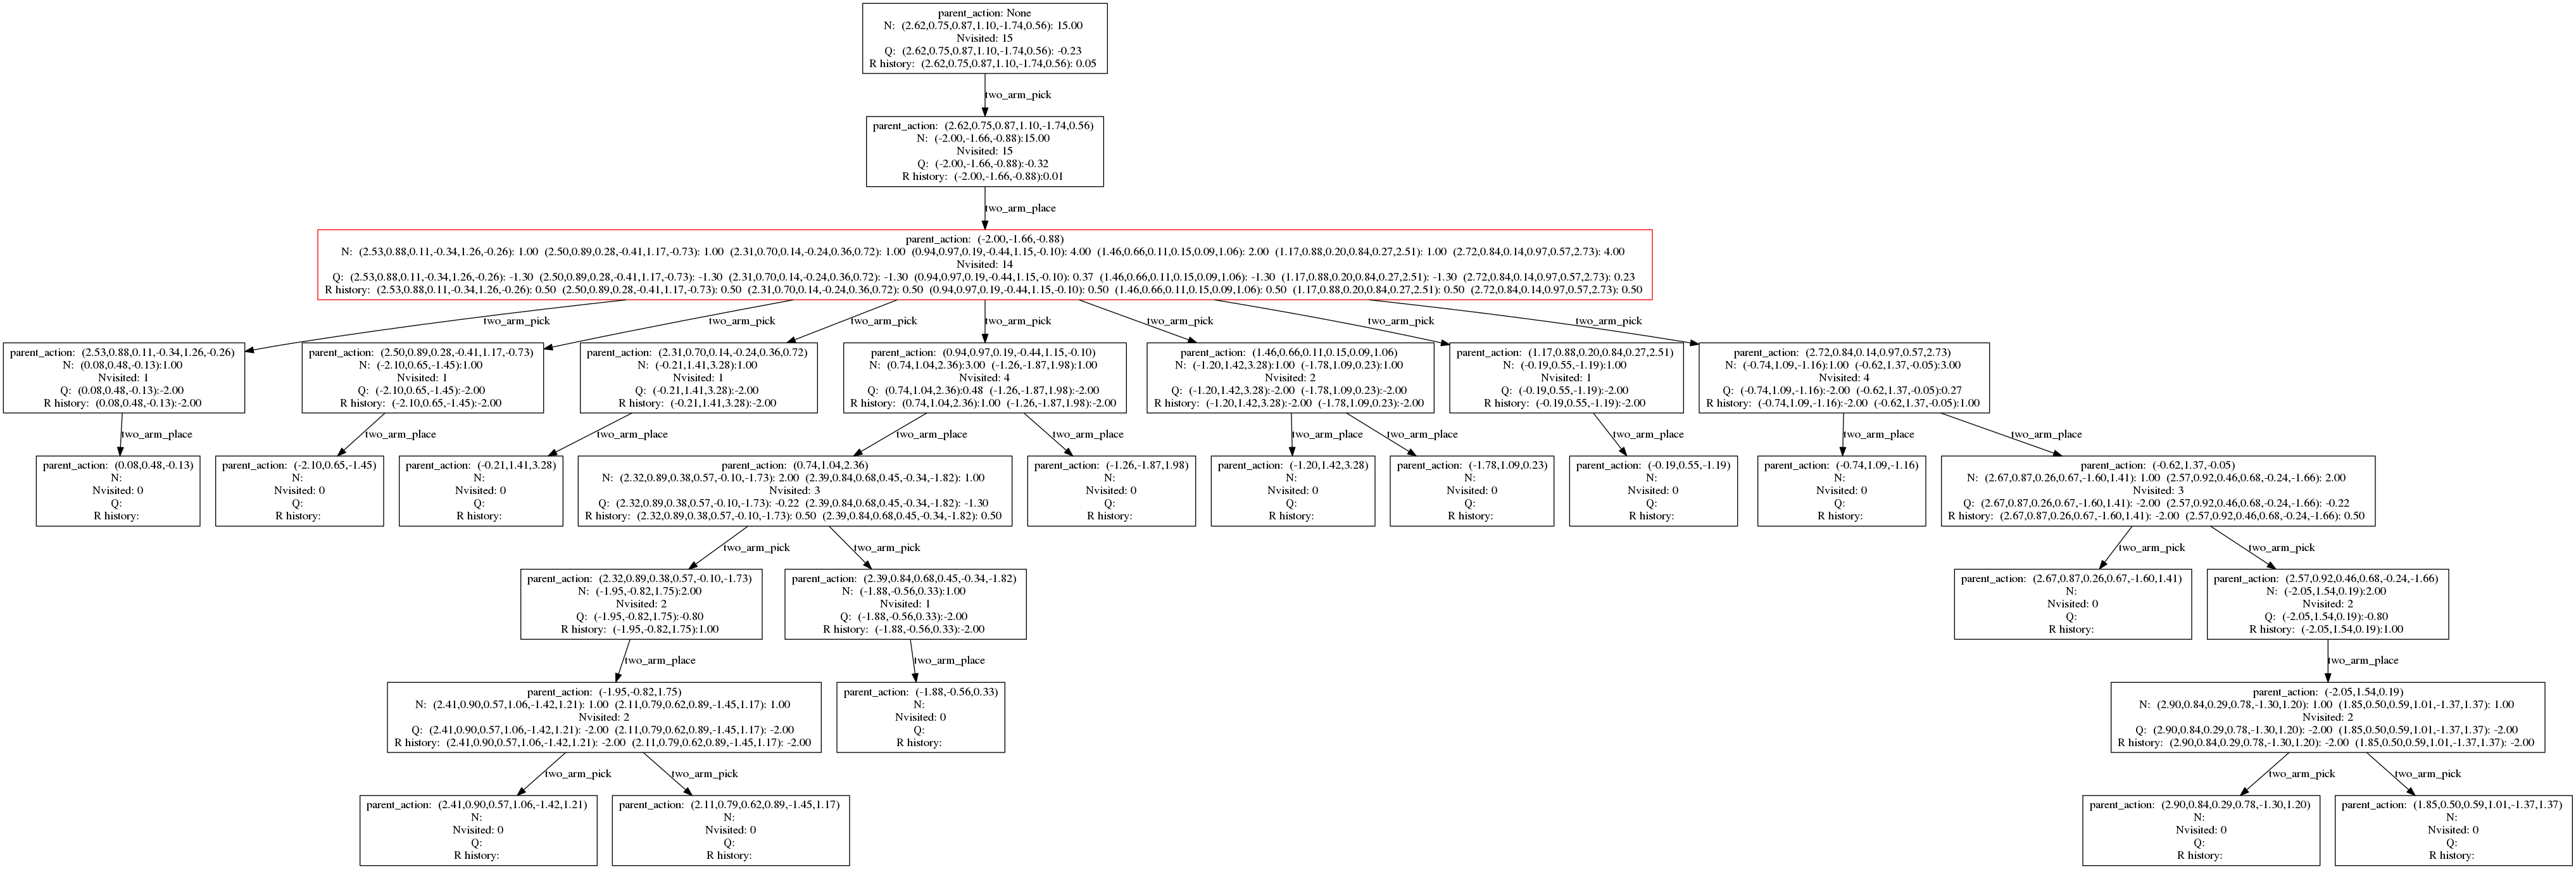 parent_action: None
N: (2.62,0.75,0.87,1.10,-1.74,0.56): 15.00
Nvisited: 15
Q: (2.62,0.75,0.87,1.10,-1.74,0.56): -0.23
R history: (2.62,0.75,0.87,1.10,-1.74,0.56): 0.05
two_arm_pick
parent_action: (2.62,0.75,0.87,1.10,-1.74,0.56)
N: (-2.00,-1.66,-0.88):15.00
Nvisited: 15
Q: (-2.00,-1.66,-0.88):-0.32
R history: (-2.00,-1.66,-0.88):0.01
two_arm_place
parent_action: (-2.00,-1.66,-0.88)
N: (2.53,0.88,0.11,-0.34,1.26,-0.26): 1.00 (2.50,0.89,0.28,-0.41,1.17,-0.73): 1.00 (2.31,0.70,0.14,-0.24,0.36,0.72): 1.00 (0.94,0.97,0.19,-0.44,1.15,-0.10): 4.00 (1.46,0.66,0.11,0.15,0.09,1.06): 2.00 (1.17,0.88,0.20,0.84,0.27,2.51): 1.00 (2.72,0.84,0.14,0.97,0.57,2.73): 4.00
Nvisited: 14
Q: (2.53,0.88,0.11,-0.34,1.26,-0.26): -1.30 (2.50,0.89,0.28,-0.41,1.17,-0.73): -1.30 (2.31,0.70,0.14,-0.24,0.36,0.72): -1.30 (0.94,0.97,0.19,-0.44,1.15,-0.10): 0.37 (1.46,0.66,0.11,0.15,0.09,1.06): -1.30 (1.17,0.88,0.20,0.84,0.27,2.51): -1.30 (2.72,0.84,0.14,0.97,0.57,2.73): 0.23
R history: (2.53,0.88,0.11,-0.34,1.26,-0.26): 0.50 (2.50,0.89,0.28,-0.41,1.17,-0.73): 0.50 (2.31,0.70,0.14,-0.24,0.36,0.72): 0.50 (0.94,0.97,0.19,-0.44,1.15,-0.10): 0.50 (1.46,0.66,0.11,0.15,0.09,1.06): 0.50 (1.17,0.88,0.20,0.84,0.27,2.51): 0.50 (2.72,0.84,0.14,0.97,0.57,2.73): 0.50
two_arm_pick
two_arm_pick
two_arm_pick
two_arm_pick
two_arm_pick
two_arm_pick
two_arm_pick
parent_action: (2.53,0.88,0.11,-0.34,1.26,-0.26)
N: (0.08,0.48,-0.13):1.00
Nvisited: 1
Q: (0.08,0.48,-0.13):-2.00
R history: (0.08,0.48,-0.13):-2.00
parent_action: (2.50,0.89,0.28,-0.41,1.17,-0.73)
N: (-2.10,0.65,-1.45):1.00
Nvisited: 1
Q: (-2.10,0.65,-1.45):-2.00
R history: (-2.10,0.65,-1.45):-2.00
parent_action: (2.31,0.70,0.14,-0.24,0.36,0.72)
N: (-0.21,1.41,3.28):1.00
Nvisited: 1
Q: (-0.21,1.41,3.28):-2.00
R history: (-0.21,1.41,3.28):-2.00
parent_action: (0.94,0.97,0.19,-0.44,1.15,-0.10)
N: (0.74,1.04,2.36):3.00 (-1.26,-1.87,1.98):1.00
Nvisited: 4
Q: (0.74,1.04,2.36):0.48 (-1.26,-1.87,1.98):-2.00
R history: (0.74,1.04,2.36):1.00 (-1.26,-1.87,1.98):-2.00
parent_action: (1.46,0.66,0.11,0.15,0.09,1.06)
N: (-1.20,1.42,3.28):1.00 (-1.78,1.09,0.23):1.00
Nvisited: 2
Q: (-1.20,1.42,3.28):-2.00 (-1.78,1.09,0.23):-2.00
R history: (-1.20,1.42,3.28):-2.00 (-1.78,1.09,0.23):-2.00
parent_action: (1.17,0.88,0.20,0.84,0.27,2.51)
N: (-0.19,0.55,-1.19):1.00
Nvisited: 1
Q: (-0.19,0.55,-1.19):-2.00
R history: (-0.19,0.55,-1.19):-2.00
parent_action: (2.72,0.84,0.14,0.97,0.57,2.73)
N: (-0.74,1.09,-1.16):1.00 (-0.62,1.37,-0.05):3.00
Nvisited: 4
Q: (-0.74,1.09,-1.16):-2.00 (-0.62,1.37,-0.05):0.27
R history: (-0.74,1.09,-1.16):-2.00 (-0.62,1.37,-0.05):1.00
two_arm_place
two_arm_place
two_arm_place
two_arm_place
two_arm_place
two_arm_place
two_arm_place
two_arm_place
two_arm_place
two_arm_place
parent_action: (0.08,0.48,-0.13)
N:
Nvisited: 0
Q:
R history:
parent_action: (-2.10,0.65,-1.45)
N:
Nvisited: 0
Q:
R history:
parent_action: (-0.21,1.41,3.28)
N:
Nvisited: 0
Q:
R history:
parent_action: (0.74,1.04,2.36)
N: (2.32,0.89,0.38,0.57,-0.10,-1.73): 2.00 (2.39,0.84,0.68,0.45,-0.34,-1.82): 1.00
Nvisited: 3
Q: (2.32,0.89,0.38,0.57,-0.10,-1.73): -0.22 (2.39,0.84,0.68,0.45,-0.34,-1.82): -1.30
R history: (2.32,0.89,0.38,0.57,-0.10,-1.73): 0.50 (2.39,0.84,0.68,0.45,-0.34,-1.82): 0.50
parent_action: (-1.26,-1.87,1.98)
N:
Nvisited: 0
Q:
R history:
parent_action: (-1.20,1.42,3.28)
N:
Nvisited: 0
Q:
R history:
parent_action: (-1.78,1.09,0.23)
N:
Nvisited: 0
Q:
R history:
parent_action: (-0.19,0.55,-1.19)
N:
Nvisited: 0
Q:
R history:
parent_action: (-0.74,1.09,-1.16)
N:
Nvisited: 0
Q:
R history:
parent_action: (-0.62,1.37,-0.05)
N: (2.67,0.87,0.26,0.67,-1.60,1.41): 1.00 (2.57,0.92,0.46,0.68,-0.24,-1.66): 2.00
Nvisited: 3
Q: (2.67,0.87,0.26,0.67,-1.60,1.41): -2.00 (2.57,0.92,0.46,0.68,-0.24,-1.66): -0.22
R history: (2.67,0.87,0.26,0.67,-1.60,1.41): -2.00 (2.57,0.92,0.46,0.68,-0.24,-1.66): 0.50
two_arm_pick
two_arm_pick
two_arm_pick
two_arm_pick
parent_action: (2.32,0.89,0.38,0.57,-0.10,-1.73)
N: (-1.95,-0.82,1.75):2.00
Nvisited: 2
Q: (-1.95,-0.82,1.75):-0.80
R history: (-1.95,-0.82,1.75):1.00
parent_action: (2.39,0.84,0.68,0.45,-0.34,-1.82)
N: (-1.88,-0.56,0.33):1.00
Nvisited: 1
Q: (-1.88,-0.56,0.33):-2.00
R history: (-1.88,-0.56,0.33):-2.00
parent_action: (2.67,0.87,0.26,0.67,-1.60,1.41)
N:
Nvisited: 0
Q:
R history:
parent_action: (2.57,0.92,0.46,0.68,-0.24,-1.66)
N: (-2.05,1.54,0.19):2.00
Nvisited: 2
Q: (-2.05,1.54,0.19):-0.80
R history: (-2.05,1.54,0.19):1.00
two_arm_place
two_arm_place
two_arm_place
parent_action: (-1.95,-0.82,1.75)
N: (2.41,0.90,0.57,1.06,-1.42,1.21): 1.00 (2.11,0.79,0.62,0.89,-1.45,1.17): 1.00
Nvisited: 2
Q: (2.41,0.90,0.57,1.06,-1.42,1.21): -2.00 (2.11,0.79,0.62,0.89,-1.45,1.17): -2.00
R history: (2.41,0.90,0.57,1.06,-1.42,1.21): -2.00 (2.11,0.79,0.62,0.89,-1.45,1.17): -2.00
parent_action: (-1.88,-0.56,0.33)
N:
Nvisited: 0
Q:
R history:
parent_action: (-2.05,1.54,0.19)
N: (2.90,0.84,0.29,0.78,-1.30,1.20): 1.00 (1.85,0.50,0.59,1.01,-1.37,1.37): 1.00
Nvisited: 2
Q: (2.90,0.84,0.29,0.78,-1.30,1.20): -2.00 (1.85,0.50,0.59,1.01,-1.37,1.37): -2.00
R history: (2.90,0.84,0.29,0.78,-1.30,1.20): -2.00 (1.85,0.50,0.59,1.01,-1.37,1.37): -2.00
two_arm_pick
two_arm_pick
two_arm_pick
two_arm_pick
parent_action: (2.41,0.90,0.57,1.06,-1.42,1.21)
N:
Nvisited: 0
Q:
R history:
parent_action: (2.11,0.79,0.62,0.89,-1.45,1.17)
N:
Nvisited: 0
Q:
R history:
parent_action: (2.90,0.84,0.29,0.78,-1.30,1.20)
N:
Nvisited: 0
Q:
R history:
parent_action: (1.85,0.50,0.59,1.01,-1.37,1.37)
N:
Nvisited: 0
Q:
R history: